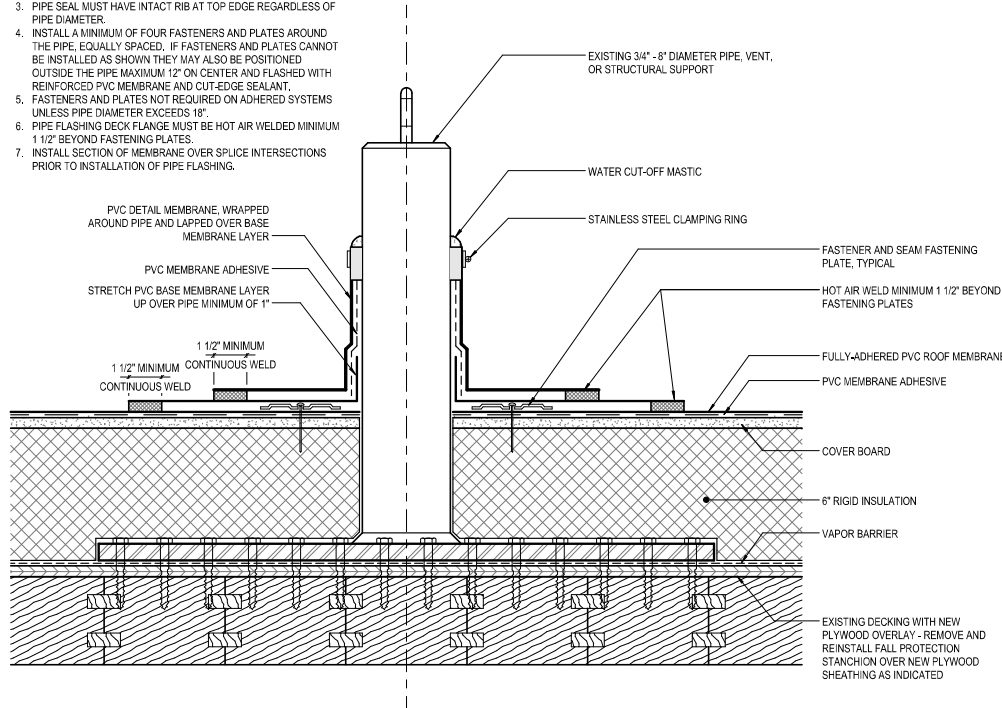 3. PIPE SEAL MUST HAVE INTACT RIB AT TOP EDGE REGARDLESS OF
PIPE DIAMETER.
4. INSTALL A MINIMUM OF FOUR FASTENERS AND PLATES AROUND
THE PIPE, EQUALLY SPACED. IF FASTENERS AND PLATES CANNOT
BE INSTALLED AS SHOWN THEY MAY ALSO BE POSITIONED
OUTSIDE THE PIPE MAXIMUM 12" ON CENTER AND FLASHED WITH
REINFORCED PVC MEMBRANE AND CUT-EDGE SEALANT.
5. FASTENERS AND PLATES NOT REQUIRED ON ADHERED SYSTEMS
UNLESS PIPE DIAMETER EXCEEDS 18".
6. PIPE FLASHING DECK FLANGE MUST BE HOT AIR WELDED MINIMUM
1 1/2" BEYOND FASTENING PLATES.
7. INSTALL SECTION OF MEMBRANE OVER SPLICE INTERSECTIONS
PRIOR TO INSTALLATION OF PIPE FLASHING.
EXISTING 3/4" - 8" DIAMETER PIPE, VENT,
OR STRUCTURAL SUPPORT
WATER CUT-OFF MASTIC
STAINLESS STEEL CLAMPING RING
FASTENER AND SEAM FASTENING
PLATE, TYPICAL
HOT AIR WELD MINIMUM 1 1/2" BEYOND
FASTENING PLATES
FULLY-ADHERED PVC ROOF MEMBRANE
PVC MEMBRANE ADHESIVE
COVER BOARD
6" RIGID INSULATION
VAPOR BARRIER
EXISTING DECKING WITH NEW
PLYWOOD OVERLAY - REMOVE AND
REINSTALL FALL PROTECTION
STANCHION OVER NEW PLYWOOD
SHEATHING AS INDICATED
PVC DETAIL MEMBRANE, WRAPPED
AROUND PIPE AND LAPPED OVER BASE
MEMBRANE LAYER
PVC MEMBRANE ADHESIVE
STRETCH PVC BASE MEMBRANE LAYER
UP OVER PIPE MINIMUM OF 1"
1 1/2" MINIMUM
CONTINUOUS WELD
1 1/2" MINIMUM
CONTINUOUS WELD